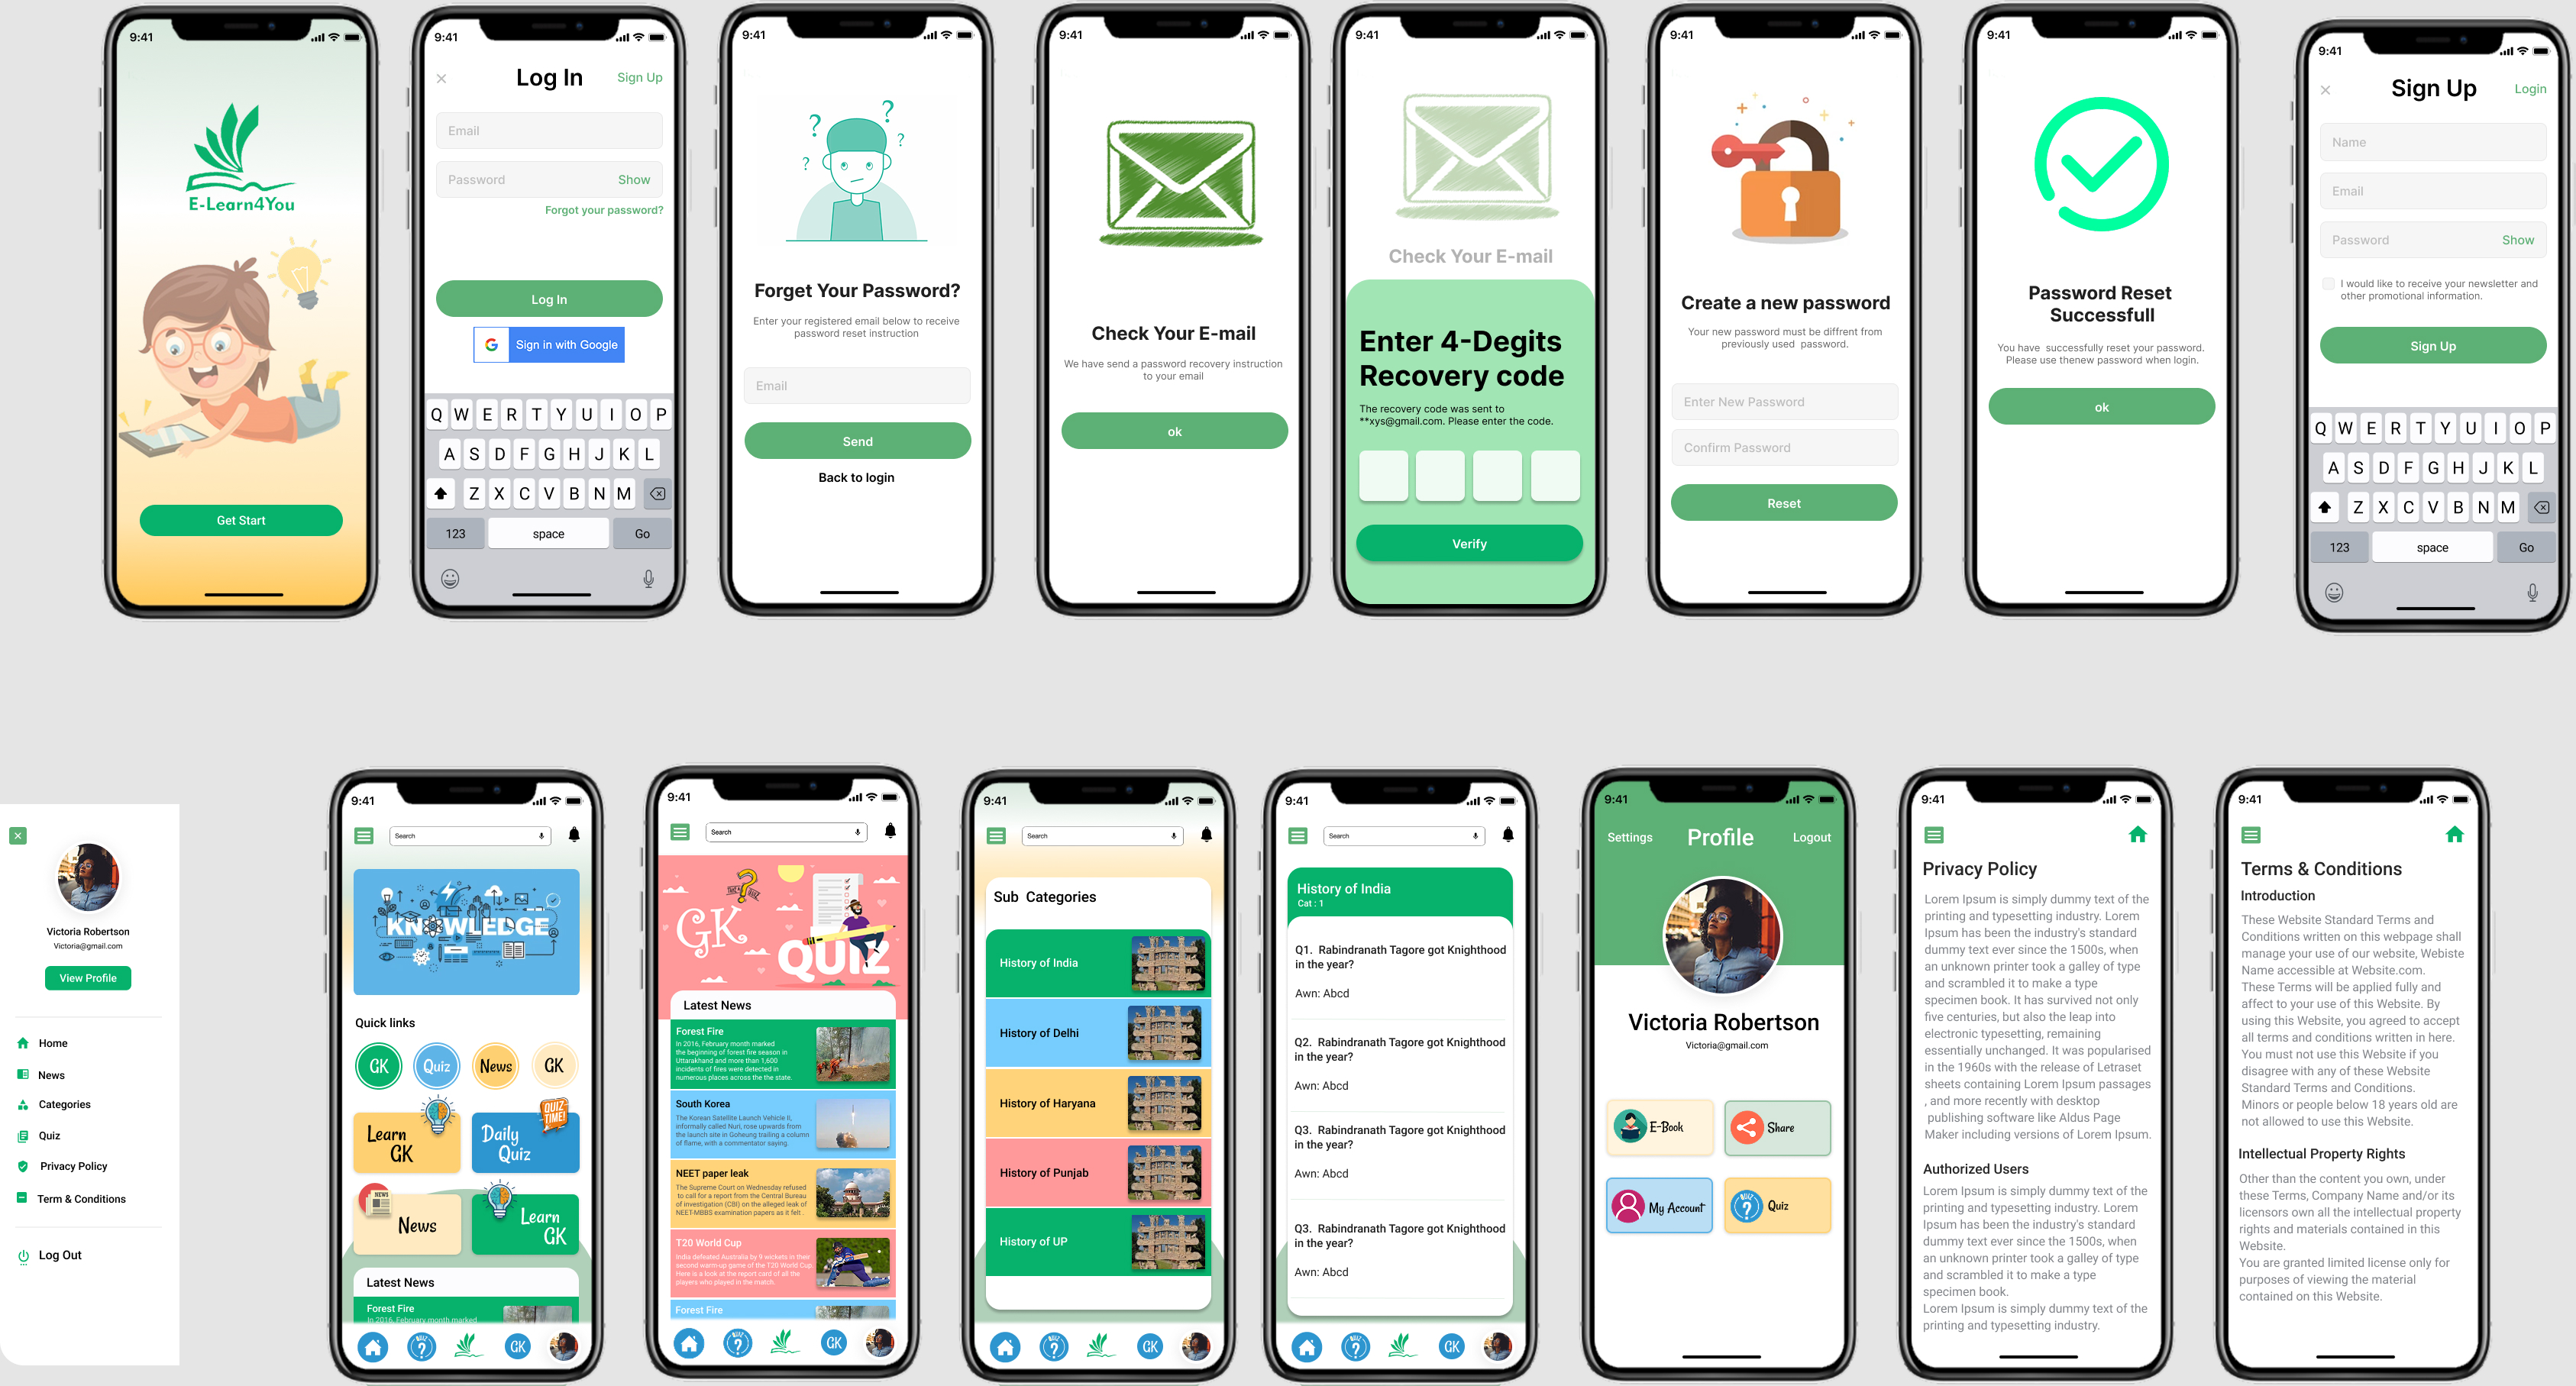 9:41
E-Learn4You
Get Start
9:41
Log In
Sign Up
Email
Password
Show
Forgot your password?
Log In
G Sign in with Google
Q W E R T Y U I O P
A S D F G H J K L
Z X C V B N M
123 space Go
9:41
? ? ? ?
Forget Your Password?
Enter your registered email below to receive
password reset instruction
Email
Send
Back to login
9:41
Check Your E-mail
We have send a password recovery instruction
to your email
ok
9:41
Check Your E-mail
Enter 4-Degits
Recovery code
The recovery code was sent to
**xys@gmail.com. Please enter the code.
Verify
9:41
Create a new password
Your new password must be diffrent from
previously used password.
Enter New Password
Confirm Password
Reset
9:41
Password Reset
Successfull
You have successfully reset your password.
Please use thenew password when login.
ok
9:41
Sign Up
Login
Name
Email
Password
Show
I would like to receive your newsletter and
other promotional information.
Sign Up
Q W E R T Y U I O P
A S D F G H J K L
Z X C V B N M
123 space Go
Victoria Robertson
Victoria@gmail.com
View Profile
Home
News
Categories
Quiz
Privacy Policy
Term & Conditions
Log Out
9:41
Search
KNOWLEDGE
Quick links
GK Quiz News GK
Learn
GK
QUIZ
TIME!
Daily
Quiz
NEWS
News
Learn
GK
Latest News
Forest Fire
In 2016, February month marked
QUIZ
?
GK
9:41
Search
?
GK
QUIZ
Latest News
Forest Fire
In 2016, February month marked
the beginning of forest fire season in
Uttarakhand and more than 1,600
incidents of fires were detected in
numerous places across the the state.
South Korea
The Korean Satellite Launch Vehicle II,
informally called Nuri, rose upwards from
the launch site in Goheung trailing a column
of flame, with a commentator saying.
NEET paper leak
The Supreme Court on Wednesday refused
to call for a report from the Central Bureau
of investigation (CBI) on the alleged leak of
NEET-MBBS examination papers as it felt .
T20 World Cup
India defeated Australia by 9 wickets in their
second warm-up game of the T20 World Cup
Here is a look at the report card of all the
players who played in the match.
Forest Fire
QUIZ
?
GK
9:41
Search
Sub Categories
History of India
History of Delhi
History of Haryana
History of Punjab
History of UP
QUIZ
?
GK
9:41
Search
History of India
Cat : 1
Q1. Rabindranath Tagore got Knighthood
in the year?
Awn: Abcd
Q2. Rabindranath Tagore got Knighthood
in the year?
Awn: Abcd
Q3. Rabindranath Tagore got Knighthood
in the year?
Awn: Abcd
Q3. Rabindranath Tagore got Knighthood
in the year?
Awn: Abcd
QUIZ
?
GK
9:41
Settings
Profile
Logout
Victoria Robertson
Victoria@gmail.com
E-Book
Share
My Account
QUIZ
?
Quiz
9:41
Privacy Policy
Lorem Ipsum is simply dummy text of the
printing and typesetting industry. Lorem
Ipsum has been the industry's standard
dummy text ever since the 1500s, when
an unknown printer took a galley of type
and scrambled it to make a type
specimen book. It has survived not only
five centuries, but also the leap into
electronic typesetting, remaining
essentially unchanged. It was popularised
in the 1960s with the release of Letraset
sheets containing Lorem Ipsum passages
, and more recently with desktop
publishing software like Aldus Page
Maker including versions of Lorem Ipsum.
Authorized Users
Lorem Ipsum is simply dummy text of the
printing and typesetting industry. Lorem
Ipsum has been the industry's standard
dummy text ever since the 1500s, when
an unknown printer took a galley of type
and scrambled it to make a type
specimen book.
Lorem Ipsum is simply dummy text of the
printing and typesetting industry.
9:41
Terms & Conditions
Introduction
These Website Standard Terms and
Conditions written on this webpage shall
manage your use of our website, Webiste
Name accessible at Website.com.
These Terms will be applied fully and
affect to your use of this Website. By
using this Website, you agreed to accept
all terms and conditions written in here.
You must not use this Website if you
disagree with any of these Website
Standard Terms and Conditions.
Minors or people below 18 years old are
not allowed to use this Website.
Intellectual Property Rights
Other than the content you own, under
these Terms, Company Name and/or its
licensors own all the intellectual property
rights and materials contained in this
Website.
You are granted limited license only for
purposes of viewing the material
contained on this Website.